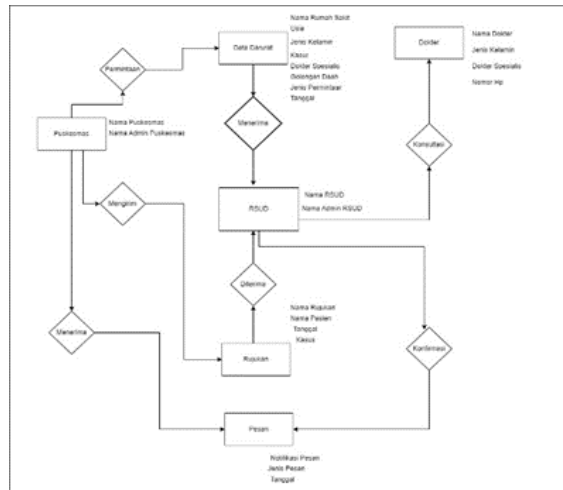 Nama Rumah Sakit
Usia
Jenis Kelamin
Kasus
Dokter Spesialis
Golongan Daah
Jenis Permintaar
Tanggal
Data Darurat
Permintaan
Dokter
Nama Dokter
Jenis Kelamin
Dokter Spesialis
Nomor Hp
Puskesmas
Nama Puskesmas
Nama Admin Puskesmas
Menerima
Konsultasi
Mengirim
RSUD
Nama RSUD
Nama Admin RSUD
Diterima
Nama Rujukan
Nama Pasien
Tanggal
Kasus
Menerima
Rujukan
Konfirmasi
Pesan
Notifikasi Pesan
Jenis Pesan
Tanggal